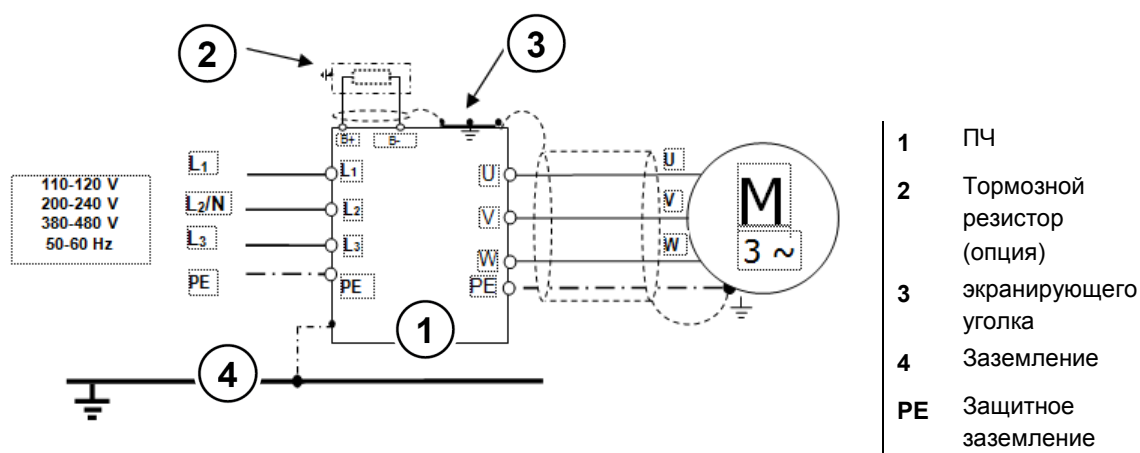 2
3
B+ B-
L1 L1 U U
110-120 V
200-240 V
380-480 V
50-60 Hz
L2/N L2 V V
L3 L3 W W
PE PE PE
M
3 ~
1
4
1 ПЧ
2 Тормозной
резистор
(опция)
3 экранирующего
уголка
4 Заземление
PE Защитное
заземление